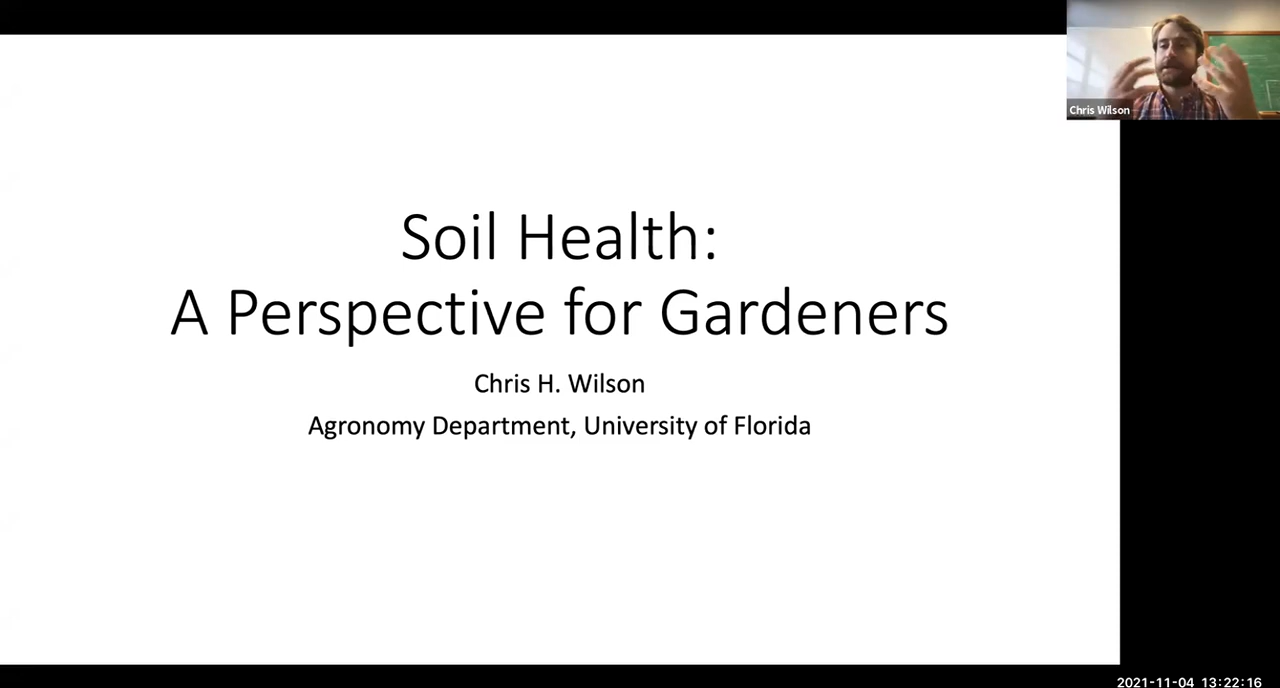 Chris Wilson
Soil Health:
A Perspective for Gardeners
Chris H. Wilson
Agronomy Department, University of Florida
2021-11-04 13:22:16